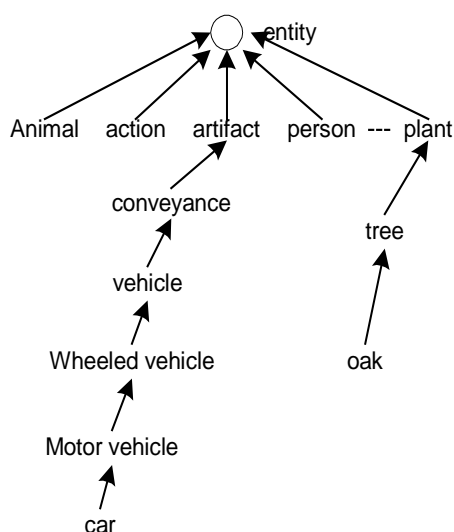 entity
Animal action artifact person --- plant
conveyance
tree
vehicle
Wheeled vehicle
oak
Motor vehicle
car